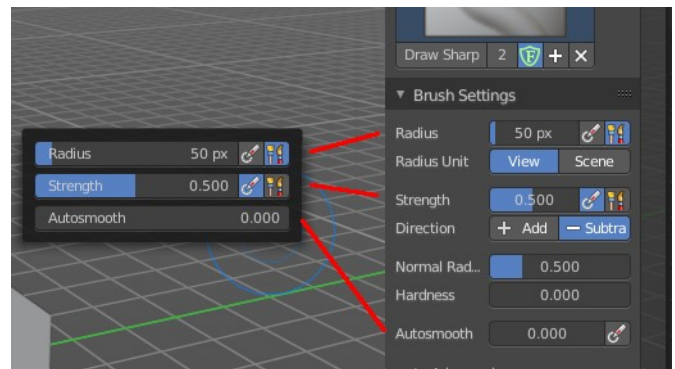 Draw Sharp 2
Brush Settings
Radius 50 px
Radius Unit View Scene
Strength 0.500
Direction Add Subtra
Normal Rad... 0.500
Hardness 0.000
Autosmooth 0.000
Radius 50 px
Strength 0.500
Autosmooth 0.000